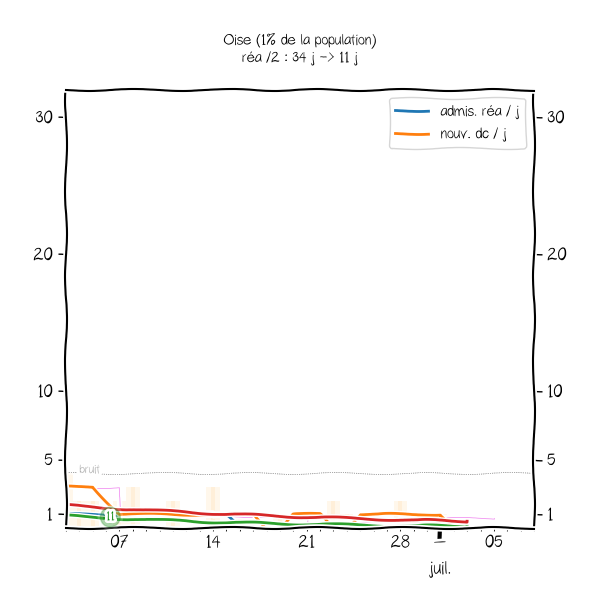 Oise (1% de la population)
réa /2 : 34 j -> 11 j
admis. réa / j
nouv. dc / j
30
30
20
20
10
10
5
5
bruit
1
11
1
07
14
21
28
1
05
juil.